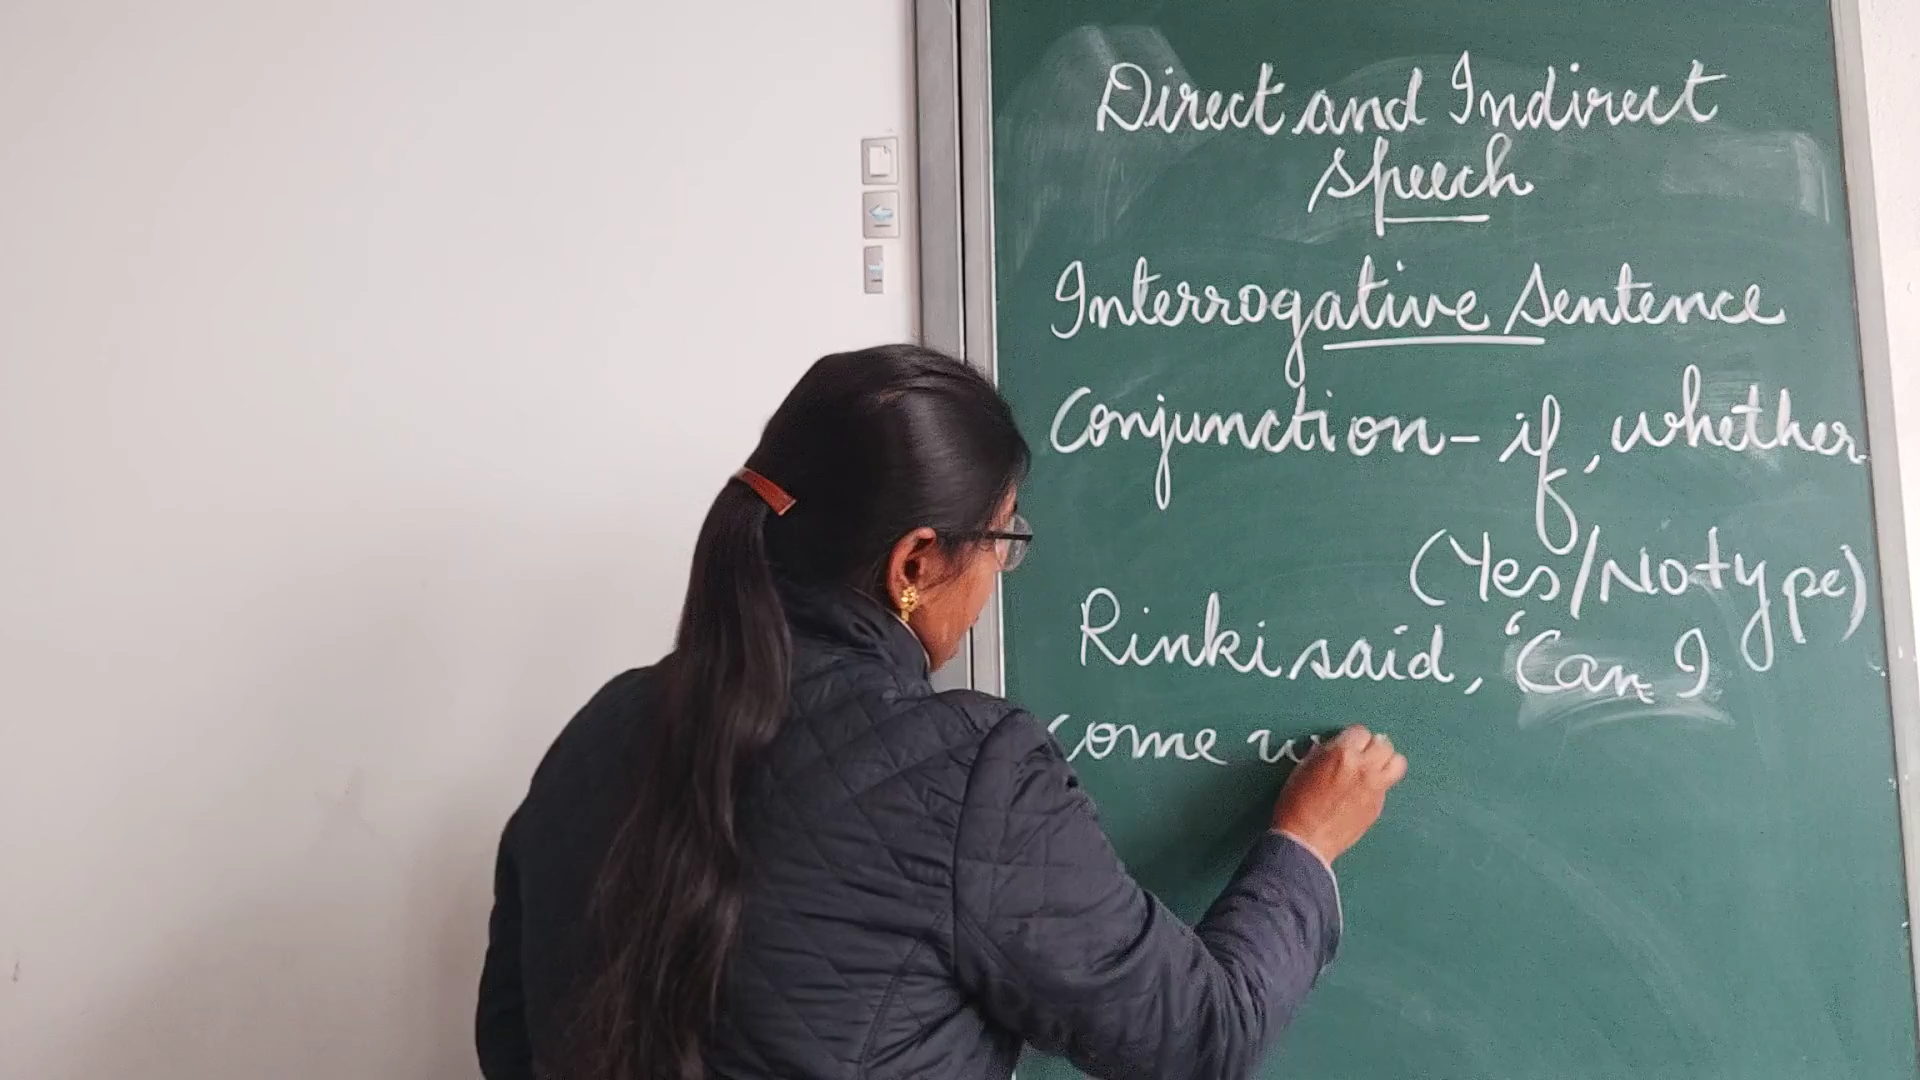 Direct and Indirect
speech
Interrogative Sentence
Conjunction - if, whether
(Yes/No type)
Rinki said, 'Can I
come